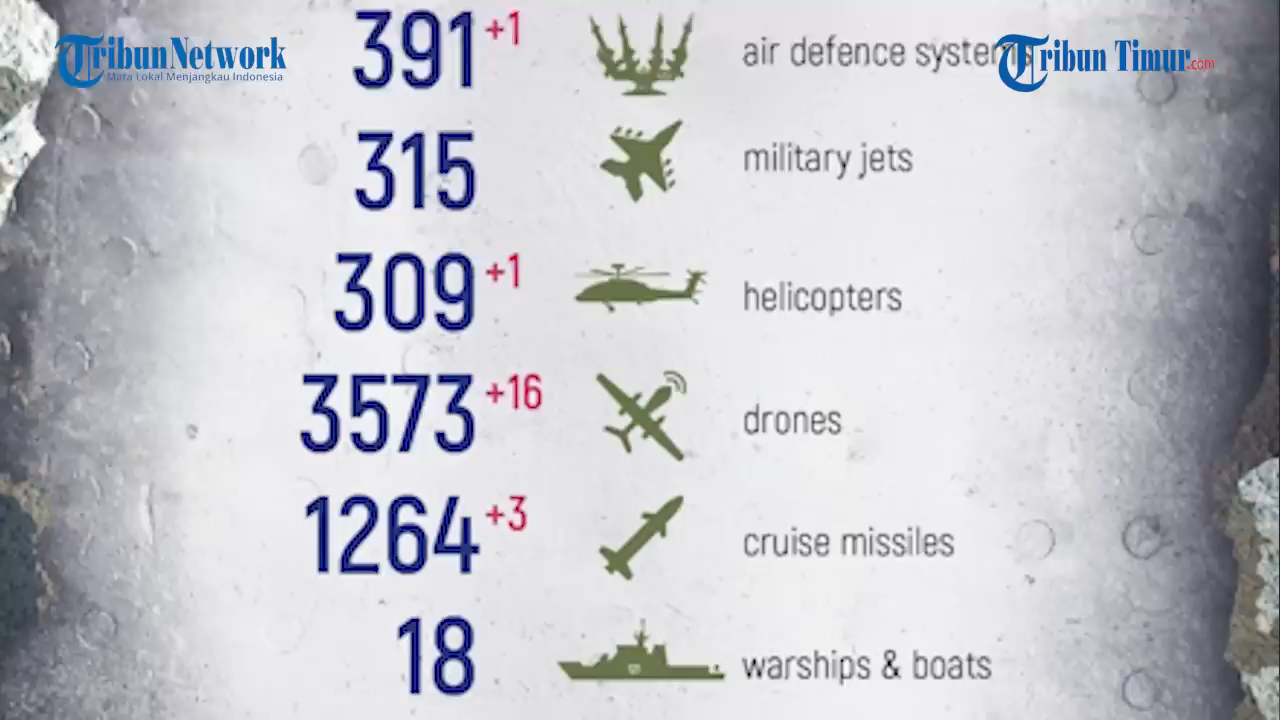 TribunNetwork
Mata Lokal Menjangkau Indonesia
Tribun Timur.com
391 +1 air defence systems
315 military jets
309 +1 helicopters
3573 +16 drones
1264 +3 cruise missiles
18 warships & boats